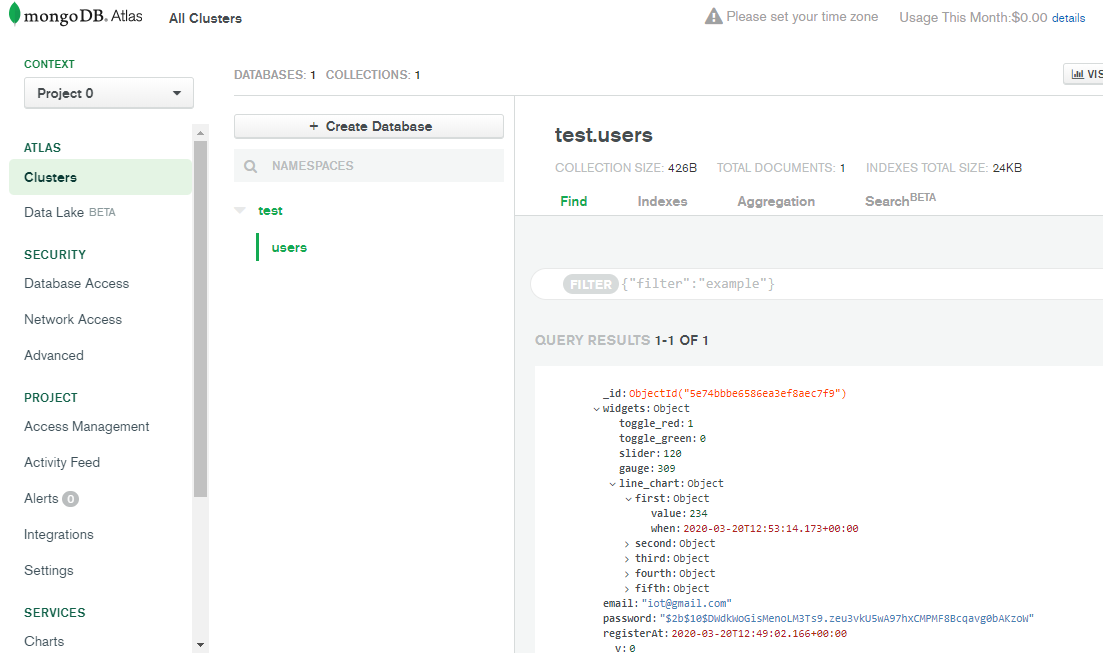 mongoDB. Atlas All Clusters Please set your time zone Usage This Month:$0.00 details
CONTEXT
Project 0
ATLAS
Clusters
Data Lake BETA
SECURITY
Database Access
Network Access
Advanced
PROJECT
Access Management
Activity Feed
Alerts 0
Integrations
Settings
SERVICES
Charts
DATABASES: 1 COLLECTIONS: 1
VIS
+ Create Database
NAMESPACES
test
users
test.users
COLLECTION SIZE: 426B TOTAL DOCUMENTS: 1 INDEXES TOTAL SIZE: 24KB
Find Indexes Aggregation Search BETA
FILTER {"filter":"example"}
QUERY RESULTS 1-1 OF 1
_id: ObjectId("5e74bbbe6586ea3ef8aec7f9")
widgets: Object
toggle_red: 1
toggle_green: 0
slider: 120
gauge: 309
line_chart: Object
first: Object
value: 234
when: 2020-03-20T12:53:14.173+00:00
second: Object
third: Object
fourth: Object
fifth: Object
email: "iot@gmail.com"
password: "$2b$10$DWdkWoGisMenoLM3Ts9.zeu3vkU5wA97hxCMPMF8Bcqavg0bAKzoW"
registerAt: 2020-03-20T12:49:02.166+00:00
v: 0